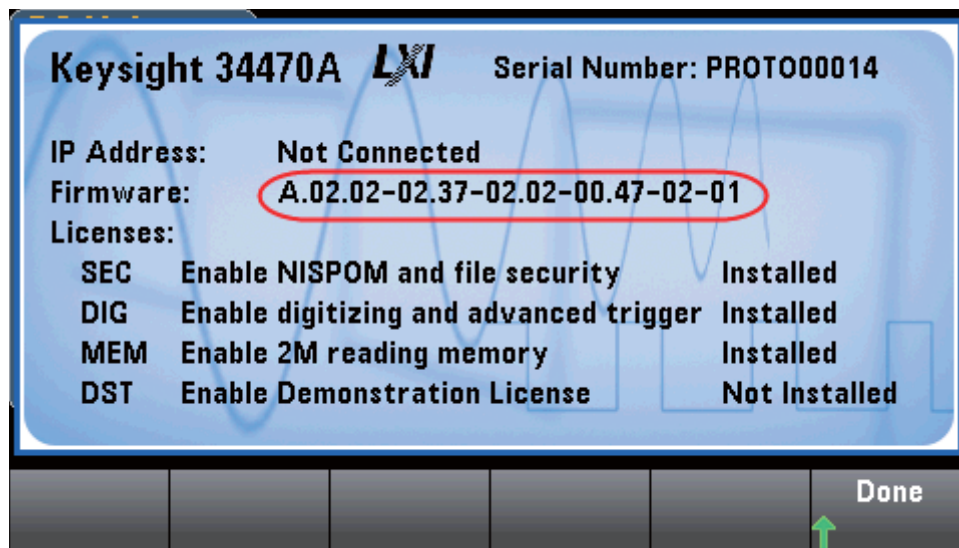 Keysight 34470A LXI Serial Number: PROTO00014
IP Address: Not Connected
Firmware: A.02.02-02.37-02.02-00.47-02-01
Licenses:
SEC Enable NISPOM and file security Installed
DIG Enable digitizing and advanced trigger Installed
MEM Enable 2M reading memory Installed
DST Enable Demonstration License Not Installed
Done